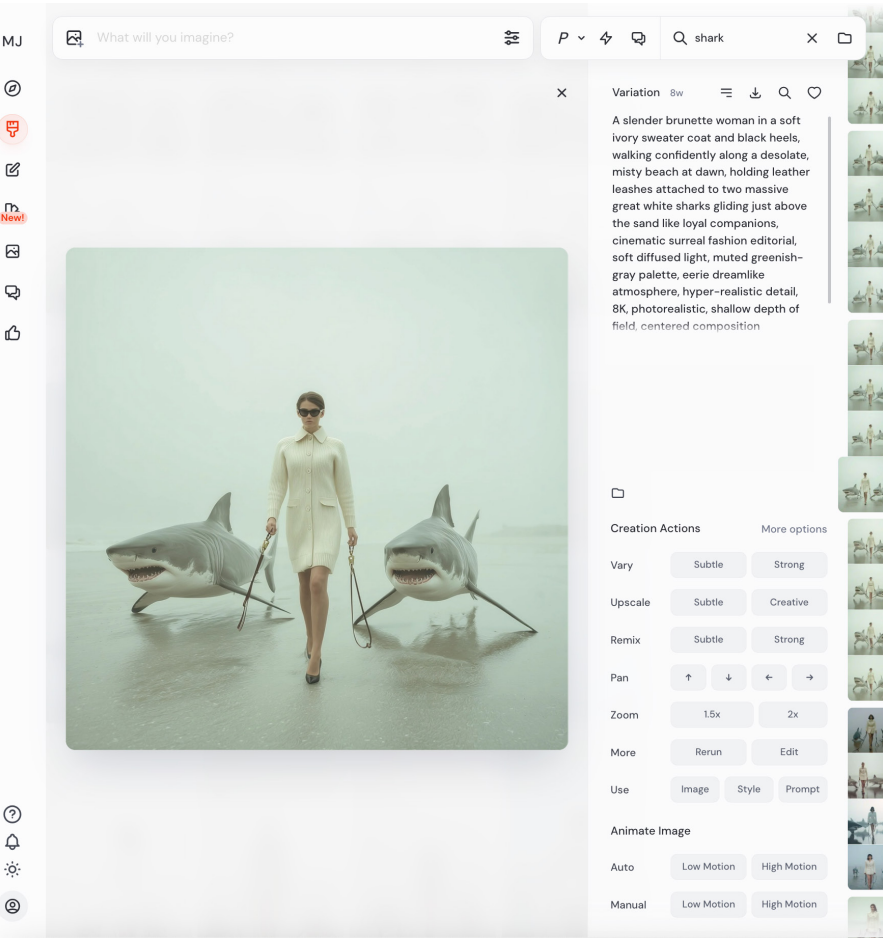 MJ
What will you imagine?
P
shark
New!
Variation 8w
A slender brunette woman in a soft
ivory sweater coat and black heels,
walking confidently along a desolate,
misty beach at dawn, holding leather
leashes attached to two massive
great white sharks gliding just above
the sand like loyal companions,
cinematic surreal fashion editorial,
soft diffused light, muted greenish-
gray palette, eerie dreamlike
atmosphere, hyper-realistic detail,
8K, photorealistic, shallow depth of
field, centered composition
Creation Actions More options
Vary Subtle Strong
Upscale Subtle Creative
Remix Subtle Strong
Pan ↑ ↓ ← →
Zoom 1.5x 2x
More Rerun Edit
Use Image Style Prompt
Animate Image
Auto Low Motion High Motion
Manual Low Motion High Motion